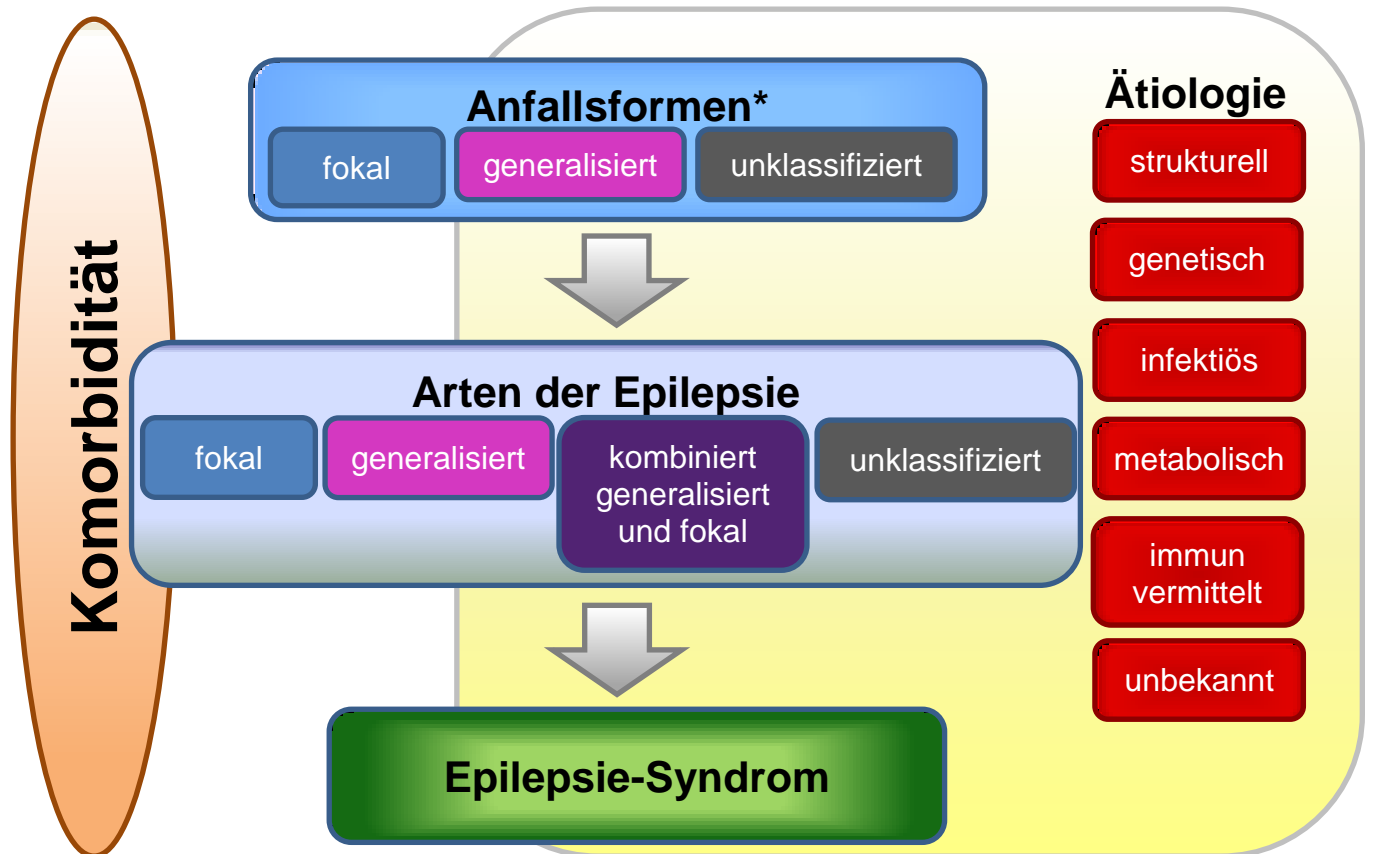 Komorbidität
Anfallsformen*
fokal
generalisiert
unklassifiziert
Arten der Epilepsie
fokal
generalisiert
kombiniert
generalisiert
und fokal
unklassifiziert
Epilepsie-Syndrom
Ätiologie
strukturell
genetisch
infektiös
metabolisch
immun
vermittelt
unbekannt